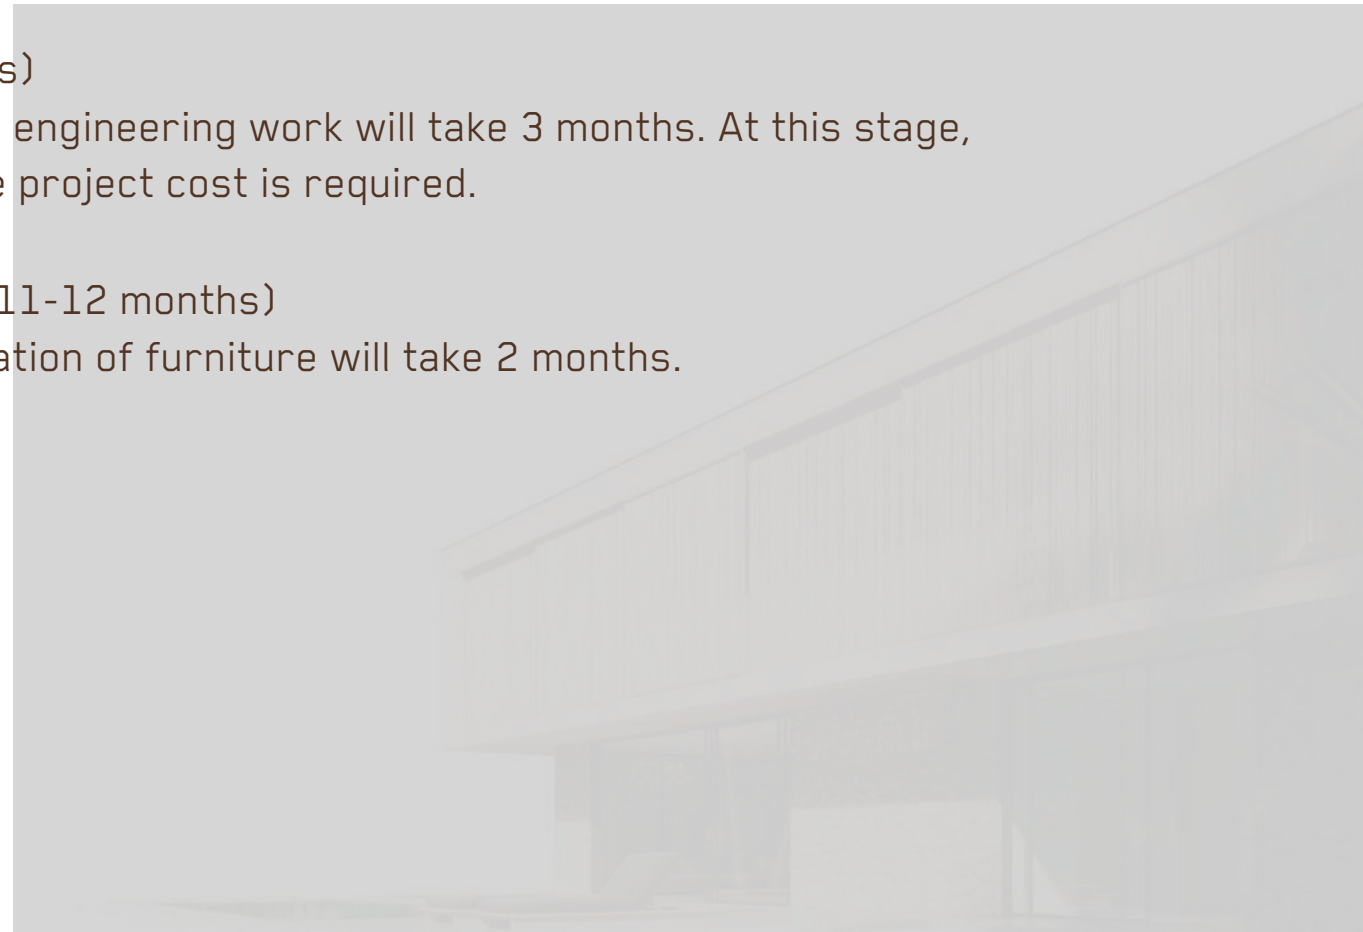 s)
engineering work will take 3 months. At this stage,
e project cost is required.
11-12 months)
ation of furniture will take 2 months.